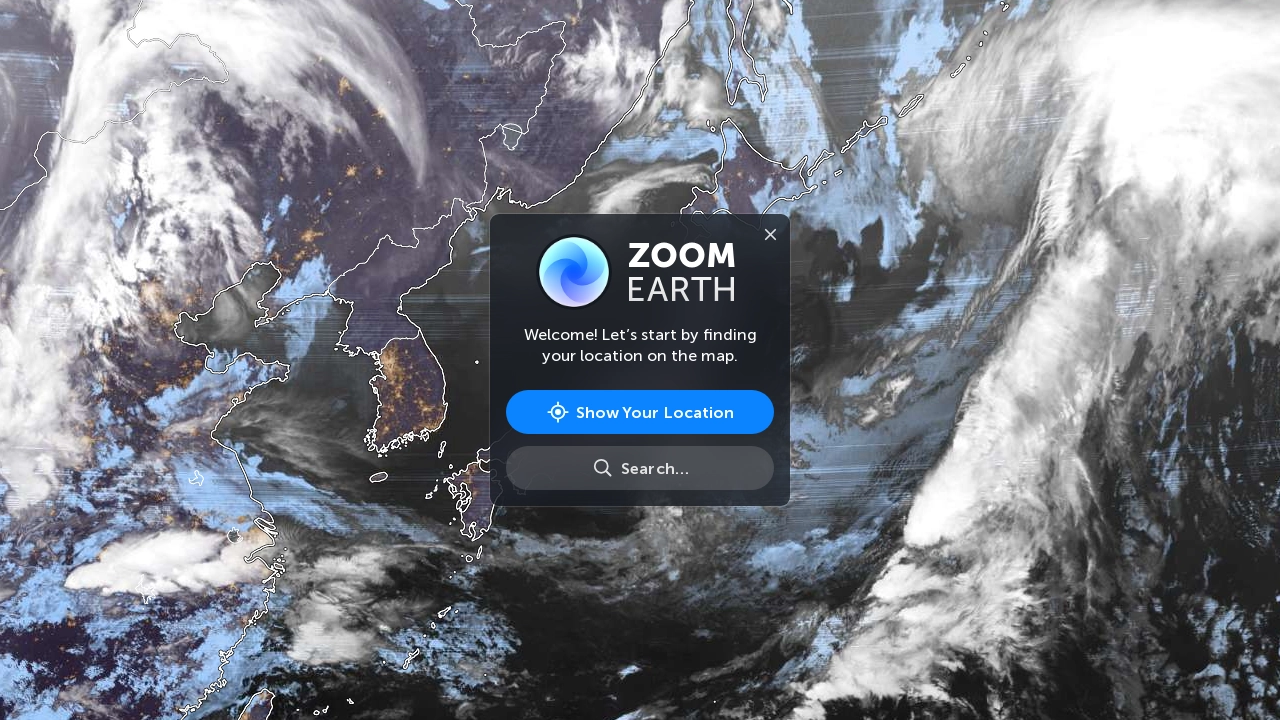 ZOOM
EARTH
Welcome! Let’s start by finding
your location on the map.
Show Your Location
Search...